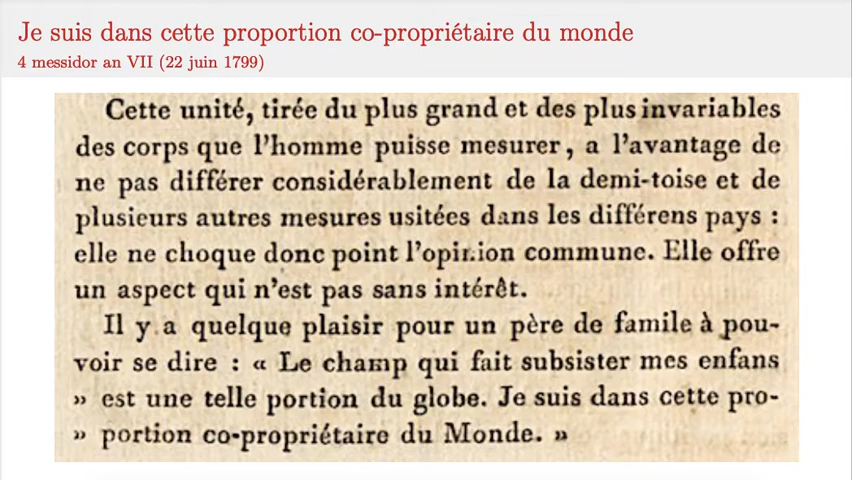 Je suis dans cette proportion co-propriétaire du monde
4 messidor an VII (22 juin 1799)
Cette unité, tirée du plus grand et des plus invariables
des corps que l'homme puisse mesurer, a l'avantage de
ne pas différer considérablement de la demi-toise et de
plusieurs autres mesures usitées dans les différens pays :
elle ne choque donc point l'opinion commune. Elle offre
un aspect qui n'est pas sans intérêt.
Il y a quelque plaisir pour un père de famile à pou-
voir se dire : « Le champ qui fait subsister mes enfans
» est une telle portion du globe. Je suis dans cette pro-
» portion co-propriétaire du Monde. »